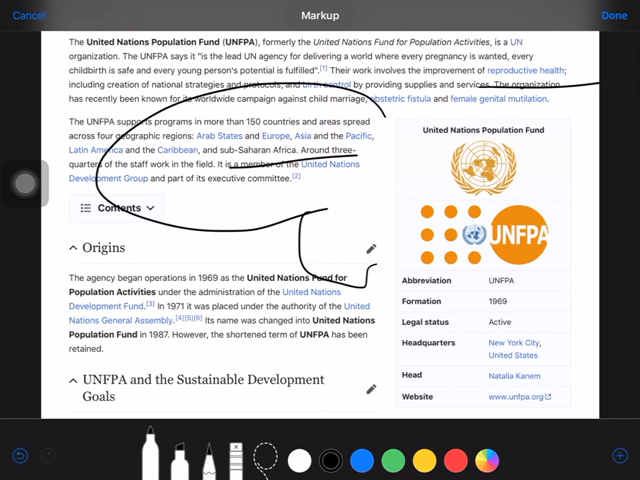 Cancel
Markup
Done
The United Nations Population Fund (UNFPA), formerly the United Nations Fund for Population Activities, is a UN
organization. The UNFPA says it "is the lead UN agency for delivering a world where every pregnancy is wanted, every
childbirth is safe and every young person's potential is fulfilled".[1] Their work involves the improvement of reproductive health;
including creation of national strategies and protocols, and birth control by providing supplies and services. The organization
has recently been known for its worldwide campaign against child marriage, obstetric fistula and female genital mutilation.
The UNFPA supports programs in more than 150 countries and areas spread
across four geographic regions: Arab States and Europe, Asia and the Pacific,
Latin America and the Caribbean, and sub-Saharan Africa. Around three-
quarters of the staff work in the field. It is a member of the United Nations
Development Group and part of its executive committee.[2]
Contents
Origins
The agency began operations in 1969 as the United Nations Fund for
Population Activities under the administration of the United Nations
Development Fund.[3] In 1971 it was placed under the authority of the United
Nations General Assembly.[4][5][6] Its name was changed into United Nations
Population Fund in 1987. However, the shortened term of UNFPA has been
retained.
UNFPA and the Sustainable Development
Goals
United Nations Population Fund
UNFPA
Abbreviation UNFPA
Formation 1969
Legal status Active
Headquarters New York City,
United States
Head Natalia Kanem
Website www.unfpa.org